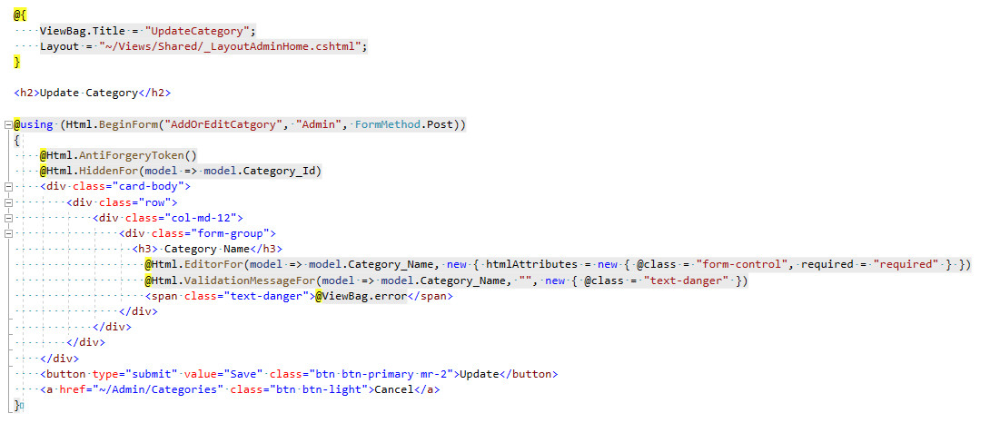 @{
    ViewBag.Title = "UpdateCategory";
    Layout = "~/Views/Shared/_LayoutAdminHome.cshtml";
}

<h2>Update Category</h2>

@using (Html.BeginForm("AddOrEditCatgory", "Admin", FormMethod.Post))
{
    @Html.AntiForgeryToken()
    @Html.HiddenFor(model => model.Category_Id)
    <div class="card-body">
        <div class="row">
            <div class="col-md-12">
                <div class="form-group">
                  <h3> Category Name</h3>
                    @Html.EditorFor(model => model.Category_Name, new { htmlAttributes = new { @class = "form-control", required = "required" } })
                    @Html.ValidationMessageFor(model => model.Category_Name, "", new { @class = "text-danger" })
                    <span class="text-danger">@ViewBag.error</span>
                </div>
            </div>
        </div>
    </div>
    <button type="submit" value="Save" class="btn btn-primary mr-2">Update</button>
    <a href="~/Admin/Categories" class="btn btn-light">Cancel</a>
}